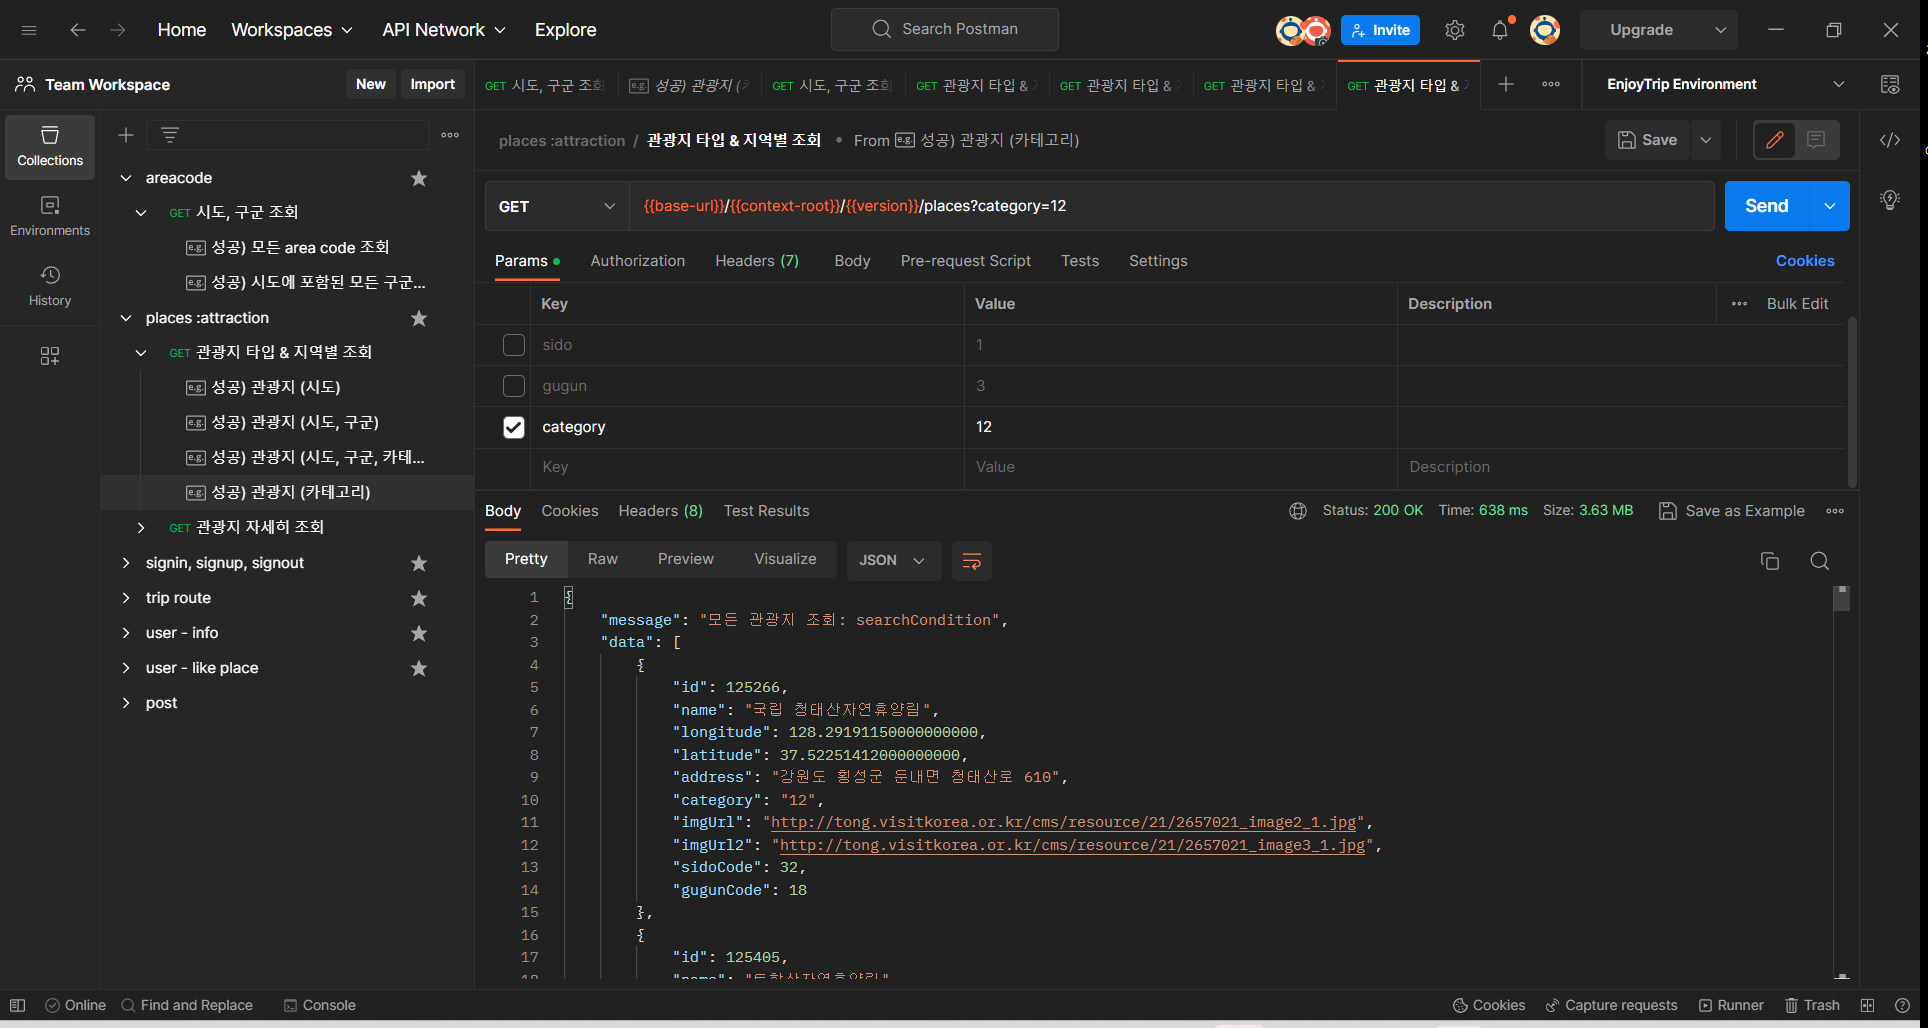 Home Workspaces API Network Explore Search Postman Invite Upgrade
Team Workspace New Import
GET 시도, 구군 조회
e.g. 성공) 관광지 (카
GET 시도, 구군 조회
GET 관광지 타입 &
GET 관광지 타입 &
GET 관광지 타입 &
GET 관광지 타입 &
EnjoyTrip Environment
Collections
Environments
History
areacode
GET 시도, 구군 조회
e.g. 성공) 모든 area code 조회
e.g. 성공) 시도에 포함된 모든 구군...
places :attraction
GET 관광지 타입 & 지역별 조회
e.g. 성공) 관광지 (시도)
e.g. 성공) 관광지 (시도, 구군)
e.g. 성공) 관광지 (시도, 구군, 카테...
e.g. 성공) 관광지 (카테고리)
GET 관광지 자세히 조회
signin, signup, signout
trip route
user - info
user - like place
post
places :attraction / 관광지 타입 & 지역별 조회 • From e.g. 성공) 관광지 (카테고리) Save
GET {{base-url}}/{{context-root}}/{{version}}/places?category=12 Send
Params Authorization Headers (7) Body Pre-request Script Tests Settings Cookies
Key Value Description Bulk Edit
sido 1
gugun 3
category 12
Key Value Description
Body Cookies Headers (8) Test Results Status: 200 OK Time: 638 ms Size: 3.63 MB Save as Example
Pretty Raw Preview Visualize JSON
1 {
2 "message": "모든 관광지 조회: searchCondition",
3 "data": [
4 {
5 "id": 125266,
6 "name": "국립 청태산자연휴양림",
7 "longitude": 128.29191150000000000,
8 "latitude": 37.52251412000000000,
9 "address": "강원도 횡성군 둔내면 청태산로 610",
10 "category": "12",
11 "imgUrl": "http://tong.visitkorea.or.kr/cms/resource/21/2657021_image2_1.jpg",
12 "imgUrl2": "http://tong.visitkorea.or.kr/cms/resource/21/2657021_image3_1.jpg",
13 "sidoCode": 32,
14 "gugunCode": 18
15 },
16 {
17 "id": 125405,
18 "name":
Online Find and Replace Console Cookies Capture requests Runner Trash